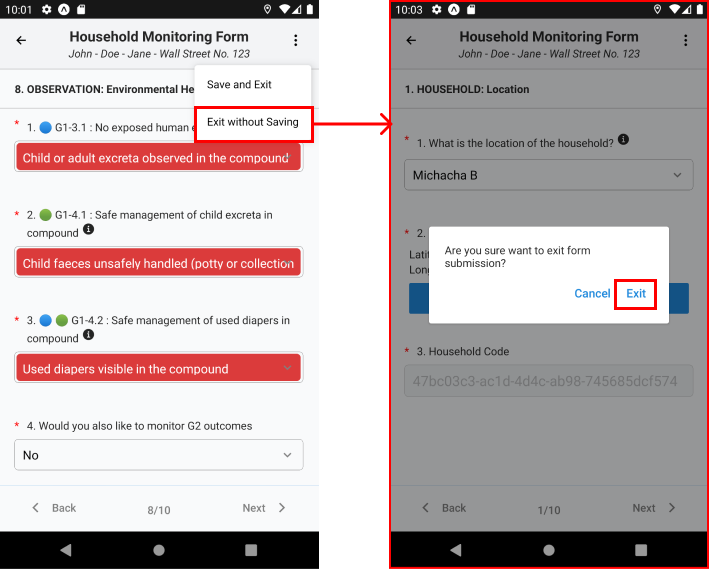 10:01
Household Monitoring Form
John - Doe - Jane - Wall Street No. 123
Save and Exit
Exit without Saving
8. OBSERVATION: Environmental He
* 1. G1-3.1 : No exposed human
Child or adult excreta observed in the compound
* 2. G1-4.1 : Safe management of child excreta in
compound
Child faeces unsafely handled (potty or collection
* 3. G1-4.2 : Safe management of used diapers in
compound
Used diapers visible in the compound
* 4. Would you also like to monitor G2 outcomes
No
Back 8/10 Next
10:03
Household Monitoring Form
John - Doe - Jane - Wall Street No. 123
1. HOUSEHOLD: Location
* 1. What is the location of the household?
Michacha B
* 2.
Lati
Long
Are you sure want to exit form
submission?
Cancel Exit
* 3. Household Code
47bc03c3-ac1d-4d4c-ab98-745685dcf574
Back 1/10 Next